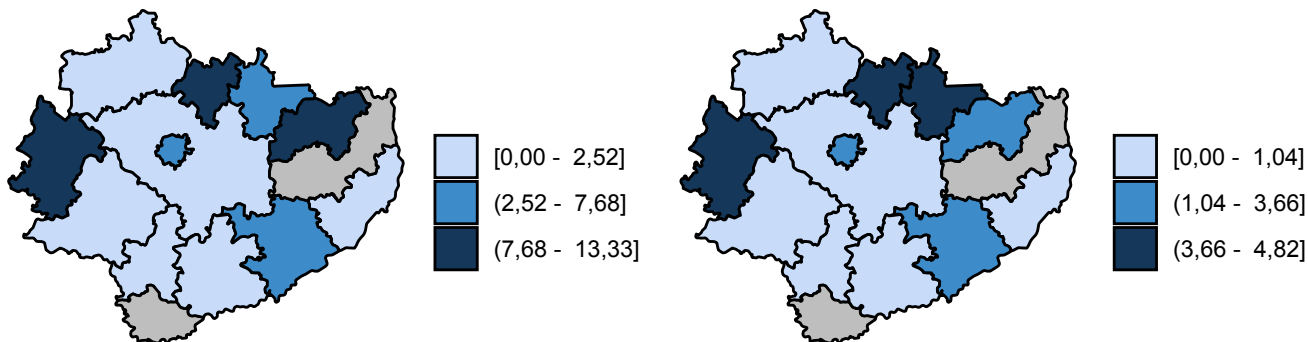 [0,00 - 2,52]
(2,52 - 7,68]
(7,68 - 13,33]
[0,00 - 1,04]
(1,04 - 3,66]
(3,66 - 4,82]